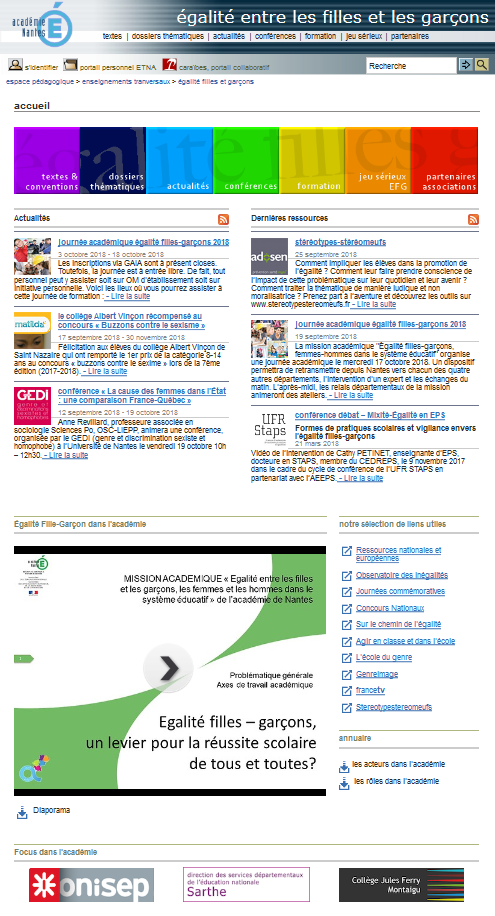 académie
Nantes
É
égalité entre les filles et les garçons
textes | dossiers thématiques | actualités | conférences | formation | jeu sérieux | partenaires
s'identifier portail personnel ETNA caraïbes, portail collaboratif
Recherche
espace pédagogique > enseignements tranversaux > égalité filles et garçons
accueil
textes & conventions
dossiers thématiques
actualités
conférences
formation
jeu sérieux EFG
partenaires associations
Actualités
journée académique égalité filles-garçons 2018
3 octobre 2018 - 18 octobre 2018
Les inscriptions via GAIA sont à présent closes.
Toutefois, la journée est à entrée libre. De fait, tout
personnel peut y assister soit sur OM d'établissement soit sur
initiative personnelle. Voici les lieux où vous pourrez assister à
cette journée de formation : - Lire la suite
matilda
le collège Albert Vinçon récompensé au
concours « Buzzons contre le sexisme »
17 septembre 2018 - 30 novembre 2018
Félicitation aux élèves du collège Albert Vinçon de
Saint Nazaire qui ont remporté le 1er prix de la catégorie 8-14
ans au concours « buzzons contre le sexime » lors de la 7ème
édition (2017-2018). - Lire la suite
GEDI
conférence « La cause des femmes dans l'État
: une comparaison France-Québec »
12 septembre 2018 - 19 octobre 2018
Anne Revillard, professeure associée en
sociologie Sciences Po, OSC-LIEPP, animera une conférence,
organisée par le GEDI (genre et discrimination sexiste et
homophobe) à l'Université de Nantes le vendredi 19 octobre 10h
– 12h30. - Lire la suite
Dernières ressources
adosen
stéréotypes-stéréomeufs
25 septembre 2018
Comment impliquer les élèves dans la promotion de
l'égalité ? Comment leur faire prendre conscience de
l'impact de cette problématique sur leur quotidien et leur avenir ?
Comment traiter la thématique de manière ludique et non
moralisatrice ? Prenez part à l'aventure et découvrez les outils sur
www.stereotypestereomeufs.fr - Lire la suite
journée académique égalité filles-garçons 2018
19 septembre 2018
La mission académique "Égalité filles-garçons,
femmes-hommes dans le système éducatif" organise
une journée académique le mercredi 17 octobre 2018. Un dispositif
permettra de retransmettre depuis Nantes vers chacun des quatre
autres départements, l'intervention d'un expert et les échanges du
matin. L'après-midi, les relais départementaux de la mission
animeront des ateliers. - Lire la suite
UFR
Staps
conférence débat – Mixité-Egalité en EPS
Formes de pratiques scolaires et vigilance envers
l'égalité filles-garçons
21 mars 2018
Vidéo de l'intervention de Cathy PETINET, enseignante d'EPS,
docteure en STAPS, membre du CEDREPS, le 9 novembre 2017
dans le cadre du cycle de conférence de l'UFR STAPS en
partenariat avec l'AEEPS. - Lire la suite
Égalité Fille-Garçon dans l'académie
MISSION ACADEMIQUE « Egalité entre les filles
et les garçons, les femmes et les hommes dans le
système éducatif » de l'académie de Nantes
Problématique générale
Axes de travail académique
Egalité filles – garçons,
un levier pour la réussite scolaire
de tous et toutes?
Diaporama
notre sélection de liens utiles
Ressources nationales et
européennes
Observatoire des inégalités
Journées commémoratives
Concours Nationaux
Sur le chemin de l'égalité
Agir en classe et dans l'école
L'école du genre
Genreimage
francetv
Stereotypestereomeufs
annuaire
les acteurs dans l'académie
les rôles dans l'académie
Focus dans l'académie
onisep
direction des services départementaux
de l'éducation nationale
Sarthe
Collège Jules Ferry
Montaigu